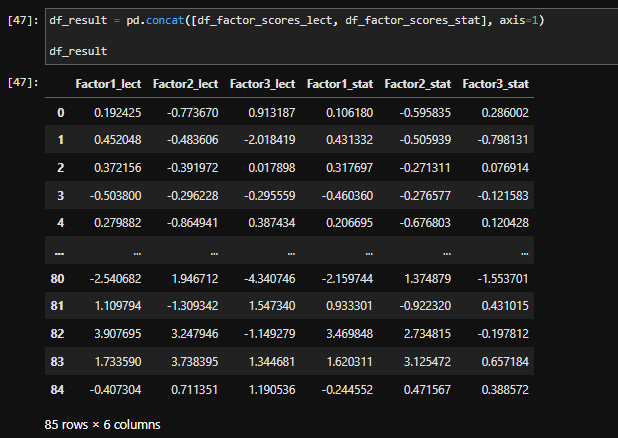 [47]: df_result = pd.concat([df_factor_scores_lect, df_factor_scores_stat], axis=1)
df_result
[47]: Factor1_lect Factor2_lect Factor3_lect Factor1_stat Factor2_stat Factor3_stat
0 0.192425 -0.773670 0.913187 0.106180 -0.595835 0.286002
1 0.452048 -0.483606 -2.018419 0.431332 -0.505939 -0.798131
2 0.372156 -0.391972 0.017898 0.317697 -0.271311 0.076914
3 -0.503800 -0.296228 -0.295559 -0.460360 -0.276577 -0.121583
4 0.279882 -0.864941 0.387434 0.206695 -0.676803 0.120428
... ... ... ... ... ... ...
80 -2.540682 1.946712 -4.340746 -2.159744 1.374879 -1.553701
81 1.109794 -1.309342 1.547340 0.933301 -0.922320 0.431015
82 3.907695 3.247946 -1.149279 3.469848 2.734815 -0.197812
83 1.733590 3.738395 1.344681 1.620311 3.125472 0.657184
84 -0.407304 0.711351 1.190536 -0.244552 0.471567 0.388572
85 rows × 6 columns